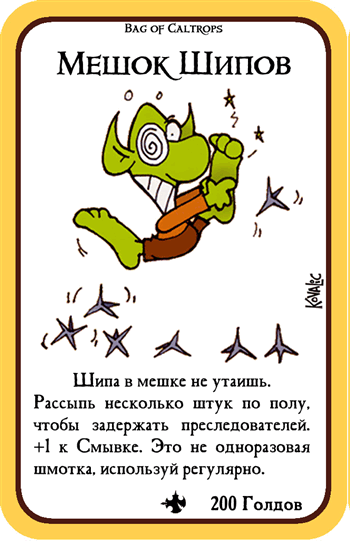 Bag of Caltrops
Мешок Шипов
Kovalic
Шипа в мешке не утаишь.
Рассыпь несколько штук по полу,
чтобы задержать преследователей.
+1 к Смывке. Это не одноразовая
шмотка, используй регулярно.
200 Голдов